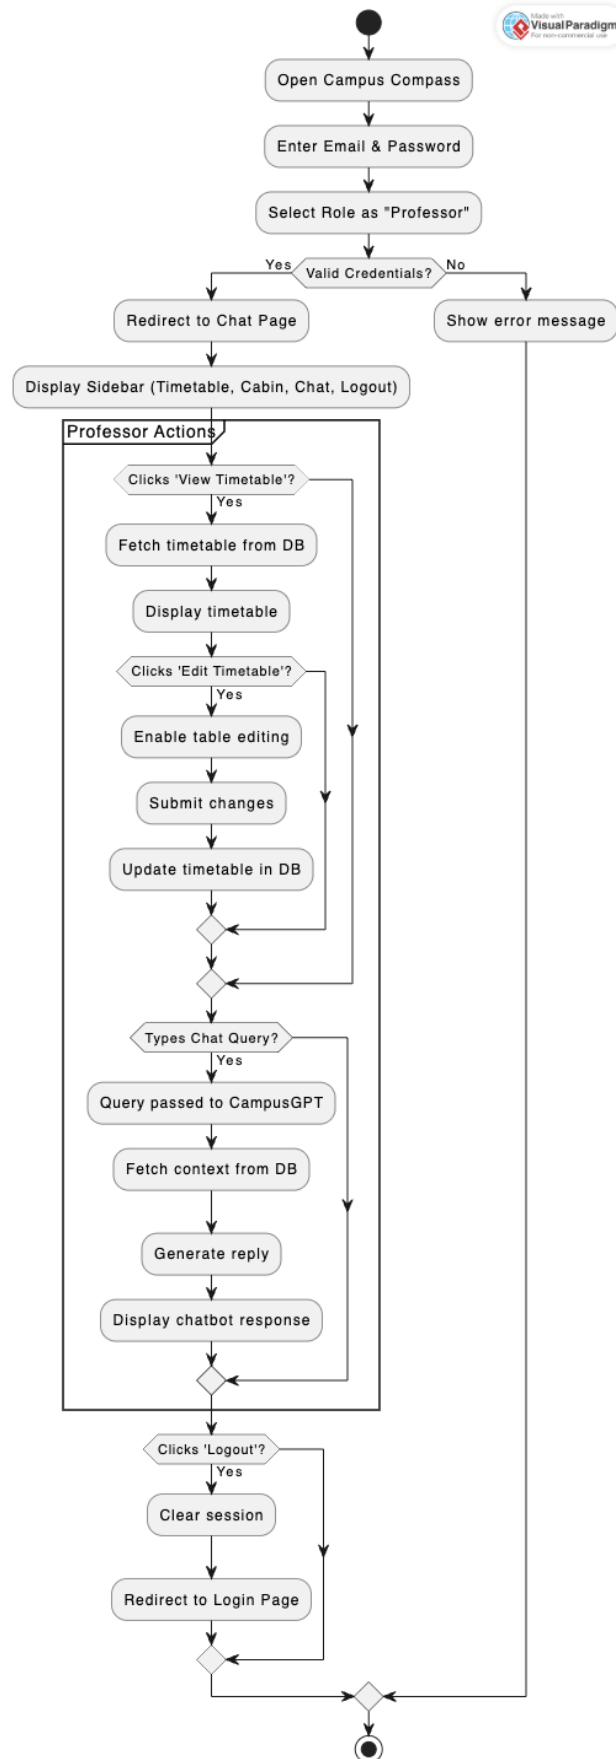 Made with
Visual Paradigm
For non-commercial use
Open Campus Compass
Enter Email & Password
Select Role as "Professor"
Yes
Valid Credentials?
No
Redirect to Chat Page
Show error message
Display Sidebar (Timetable, Cabin, Chat, Logout)
Professor Actions
Clicks 'View Timetable'?
Yes
Fetch timetable from DB
Display timetable
Clicks 'Edit Timetable'?
Yes
Enable table editing
Submit changes
Update timetable in DB
Types Chat Query?
Yes
Query passed to CampusGPT
Fetch context from DB
Generate reply
Display chatbot response
Clicks 'Logout'?
Yes
Clear session
Redirect to Login Page